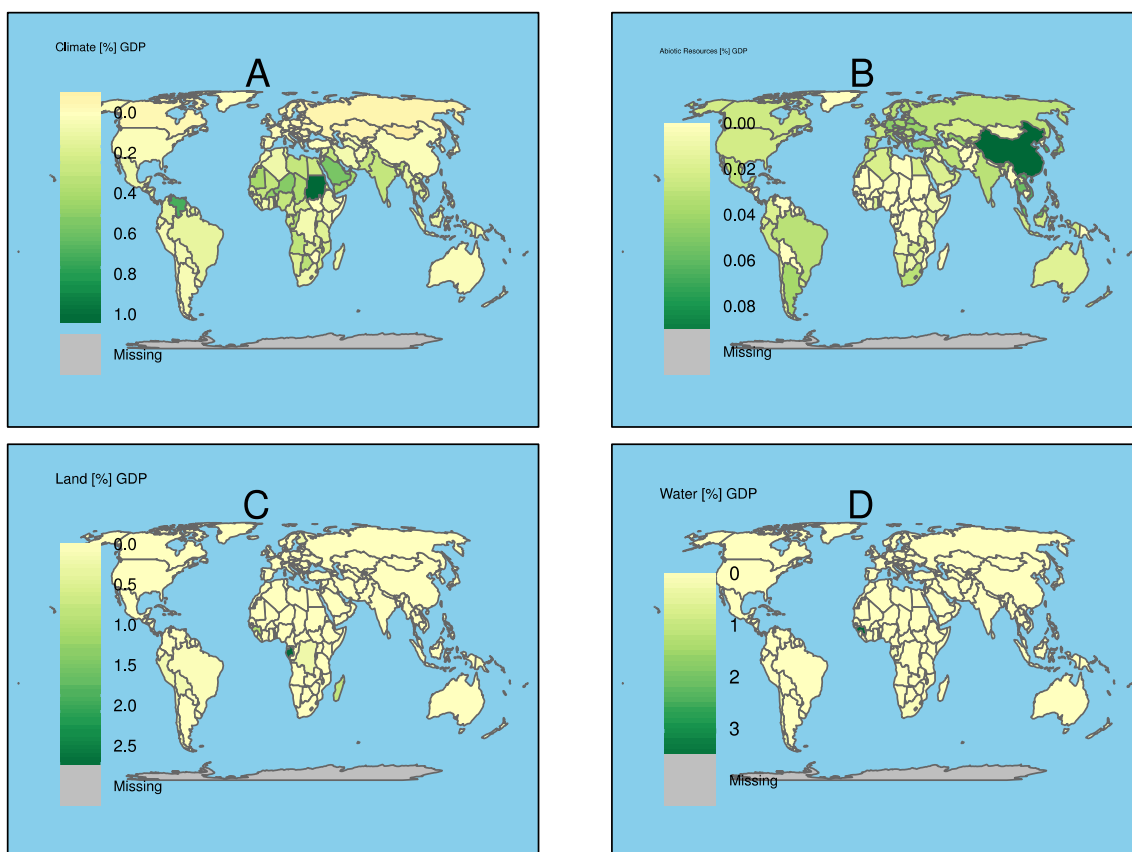 Climate [%] GDP
A
0.0
0.2
0.4
0.6
0.8
1.0
Missing
Abiotic Resources [%] GDP
B
0.00
0.02
0.04
0.06
0.08
Missing
Land [%] GDP
C
0.0
0.5
1.0
1.5
2.0
2.5
Missing
Water [%] GDP
D
0
1
2
3
Missing